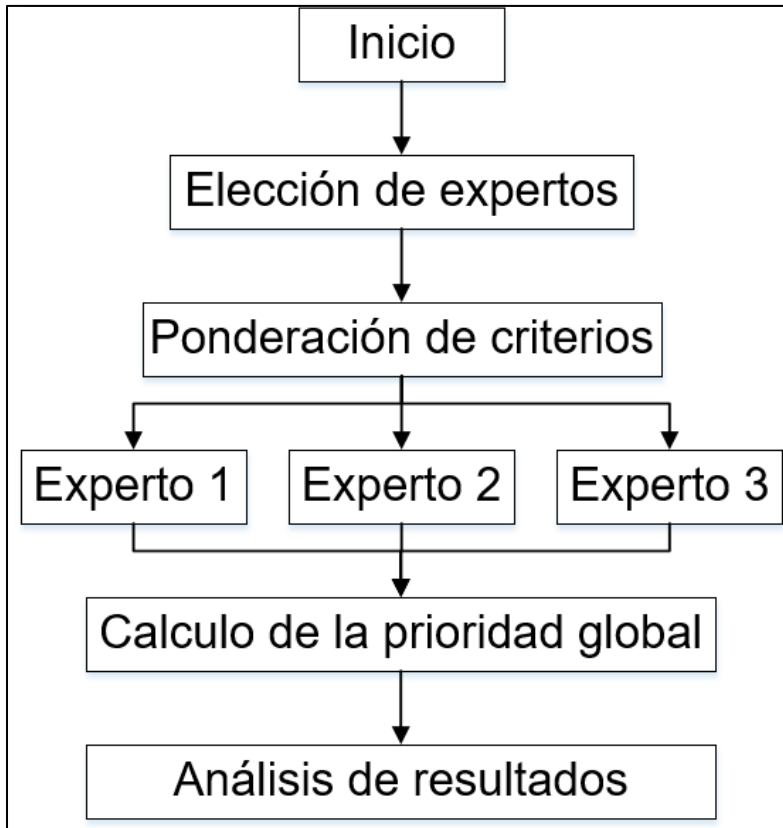 Inicio
Elección de expertos
Ponderación de criterios
Experto 1
Experto 2
Experto 3
Calculo de la prioridad global
Análisis de resultados